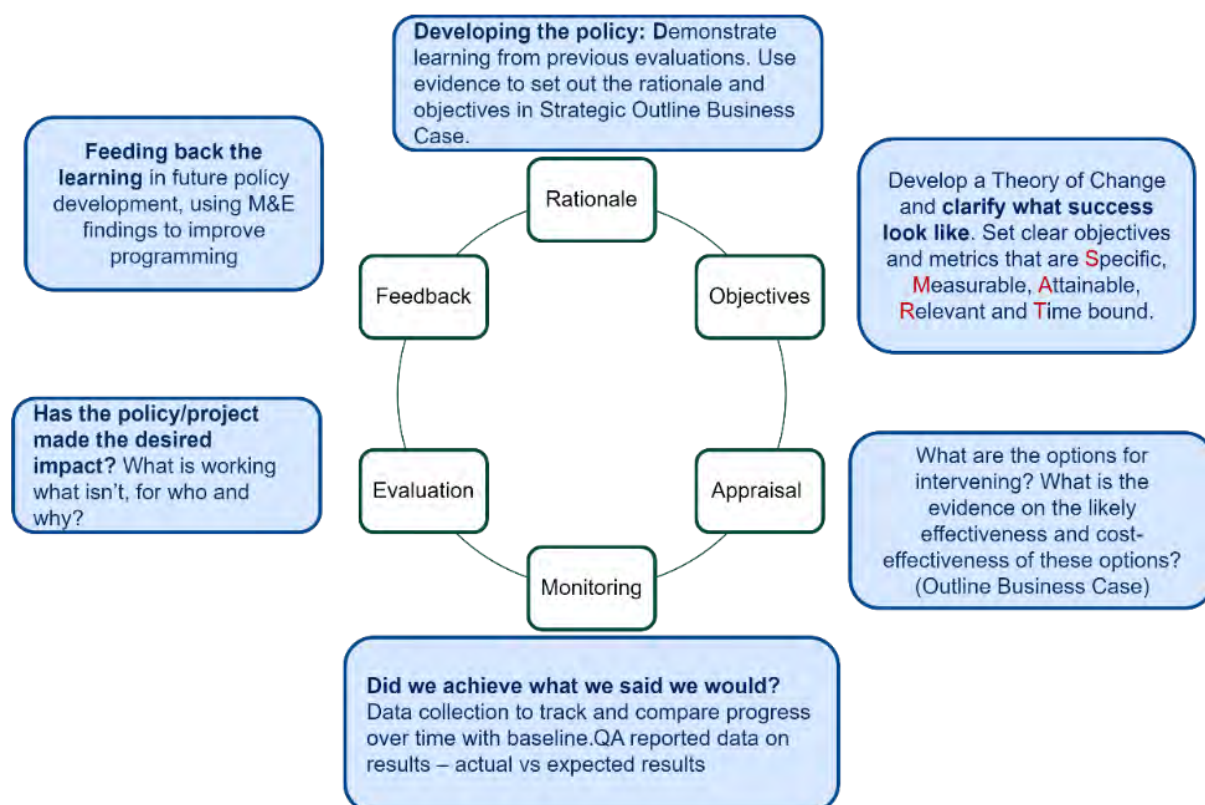 Developing the policy: Demonstrate
learning from previous evaluations. Use
evidence to set out the rationale and
objectives in Strategic Outline Business
Case.
Rationale
Develop a Theory of Change
and clarify what success
look like. Set clear objectives
and metrics that are Specific,
Measurable, Attainable,
Relevant and Time bound.
Objectives
What are the options for
intervening? What is the
evidence on the likely
effectiveness and cost-
effectiveness of these options?
(Outline Business Case)
Appraisal
Monitoring
Did we achieve what we said we would?
Data collection to track and compare progress
over time with baseline.QA reported data on
results – actual vs expected results
Evaluation
Has the policy/project
made the desired
impact? What is working
what isn't, for who and
why?
Feedback
Feeding back the
learning in future policy
development, using M&E
findings to improve
programming